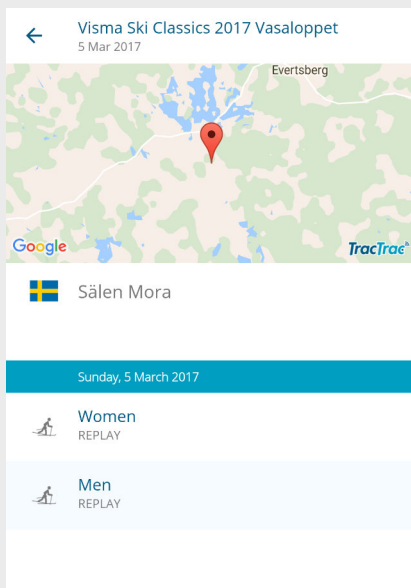 Visma Ski Classics 2017 Vasaloppet
5 Mar 2017
Evertsberg
Google
TracTrac
Sälen Mora
Sunday, 5 March 2017
Women
REPLAY
Men
REPLAY